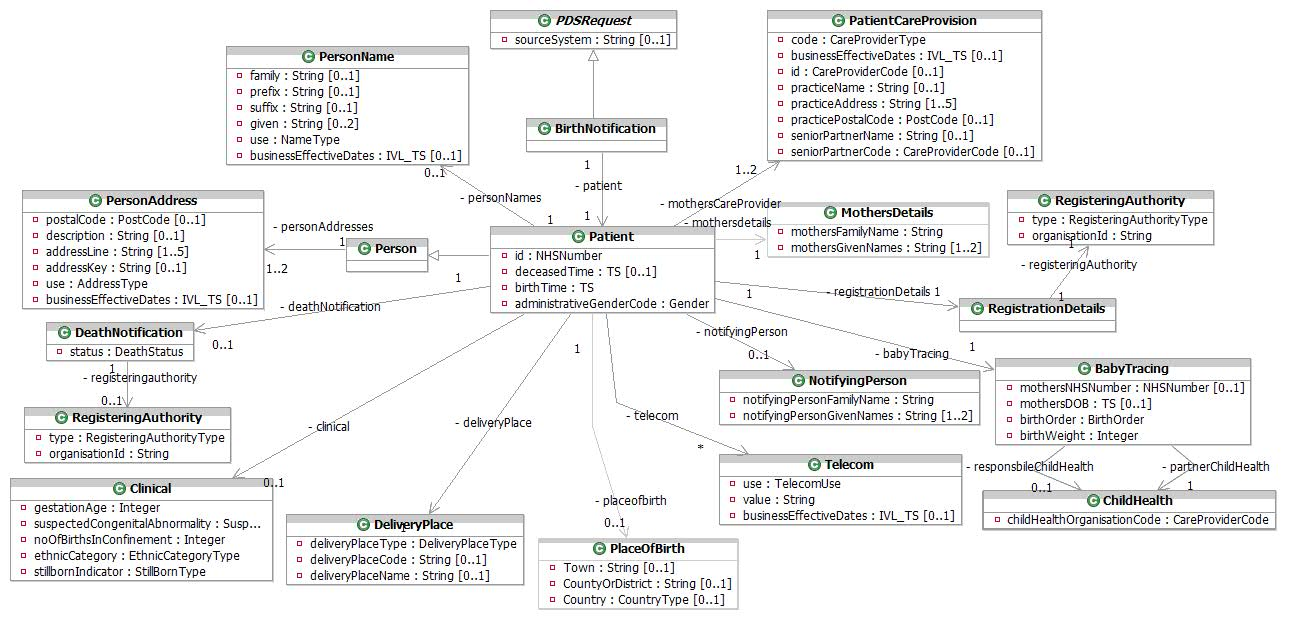 PDSRequest
sourceSystem : String [0..1]
PatientCareProvision
code : CareProviderType
businessEffectiveDates : IVL_TS [0..1]
id : CareProviderCode [0..1]
practiceName : String [0..1]
practiceAddress : String [1..5]
practicePostalCode : PostCode [0..1]
seniorPartnerName : String [0..1]
seniorPartnerCode : CareProviderCode [0..1]
PersonName
family : String [0..1]
prefix : String [0..1]
suffix : String [0..1]
given : String [0..2]
use : NameType
businessEffectiveDates : IVL_TS [0..1]
BirthNotification
1
- patient
1
0..1
- personNames
1
1..2
- mothersCareProvider
- mothersdetails
1
PersonAddress
postalCode : PostCode [0..1]
description : String [0..1]
addressLine : String [1..5]
addressKey : String [0..1]
use : AddressType
businessEffectiveDates : IVL_TS [0..1]
- personAddresses
1
1..2
Person
Patient
id : NHSNumber
deceasedTime : TS [0..1]
birthTime : TS
administrativeGenderCode : Gender
MothersDetails
mothersFamilyName : String
mothersGivenNames : String [1..2]
RegisteringAuthority
type : RegisteringAuthorityType
organisationId : String
1
- registeringAuthority
1
1
- registrationDetails 1
RegistrationDetails
1
- deathNotification
0..1
DeathNotification
status : DeathStatus
1
- registeringauthority
0..1
RegisteringAuthority
type : RegisteringAuthorityType
organisationId : String
- notifyingPerson
0..1
NotifyingPerson
notifyingPersonFamilyName : String
notifyingPersonGivenNames : String [1..2]
- babyTracing
1
BabyTracing
mothersNHSNumber : NHSNumber [0..1]
mothersDOB : TS [0..1]
birthOrder : BirthOrder
birthWeight : Integer
- responsbileChildHealth
0..1
- partnerChildHealth
1
ChildHealth
childHealthOrganisationCode : CareProviderCode
- clinical
0..1
Clinical
gestationAge : Integer
suspectedCongenitalAbnormality : Susp...
noOfBirthsInConfinement : Integer
ethnicCategory : EthnicCategoryType
stillbornIndicator : StillBornType
- deliveryPlace
DeliveryPlace
deliveryPlaceType : DeliveryPlaceType
deliveryPlaceCode : String [0..1]
deliveryPlaceName : String [0..1]
1
- placeofbirth
0..1
PlaceOfBirth
Town : String [0..1]
CountyOrDistrict : String [0..1]
Country : CountryType [0..1]
- telecom
*
Telecom
use : TelecomUse
value : String
businessEffectiveDates : IVL_TS [0..1]